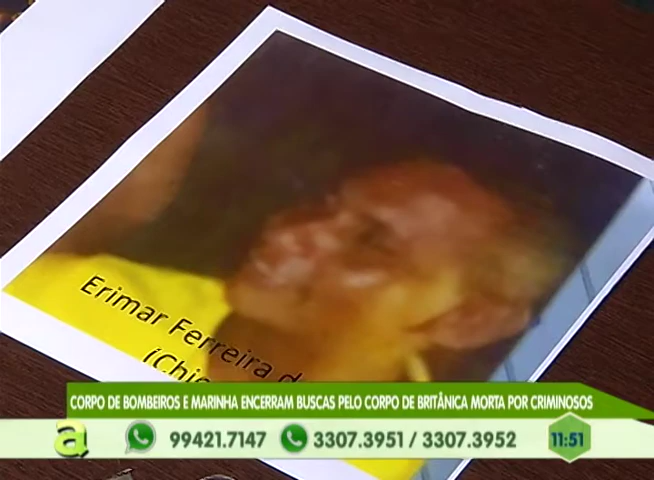 Erimar Ferreira d
(Chi
CORPO DE BOMBEIROS E MARINHA ENCERRAM BUSCAS PELO CORPO DE BRITÂNICA MORTA POR CRIMINOSOS
a 99421.7147 3307.3951 / 3307.3952 11:51